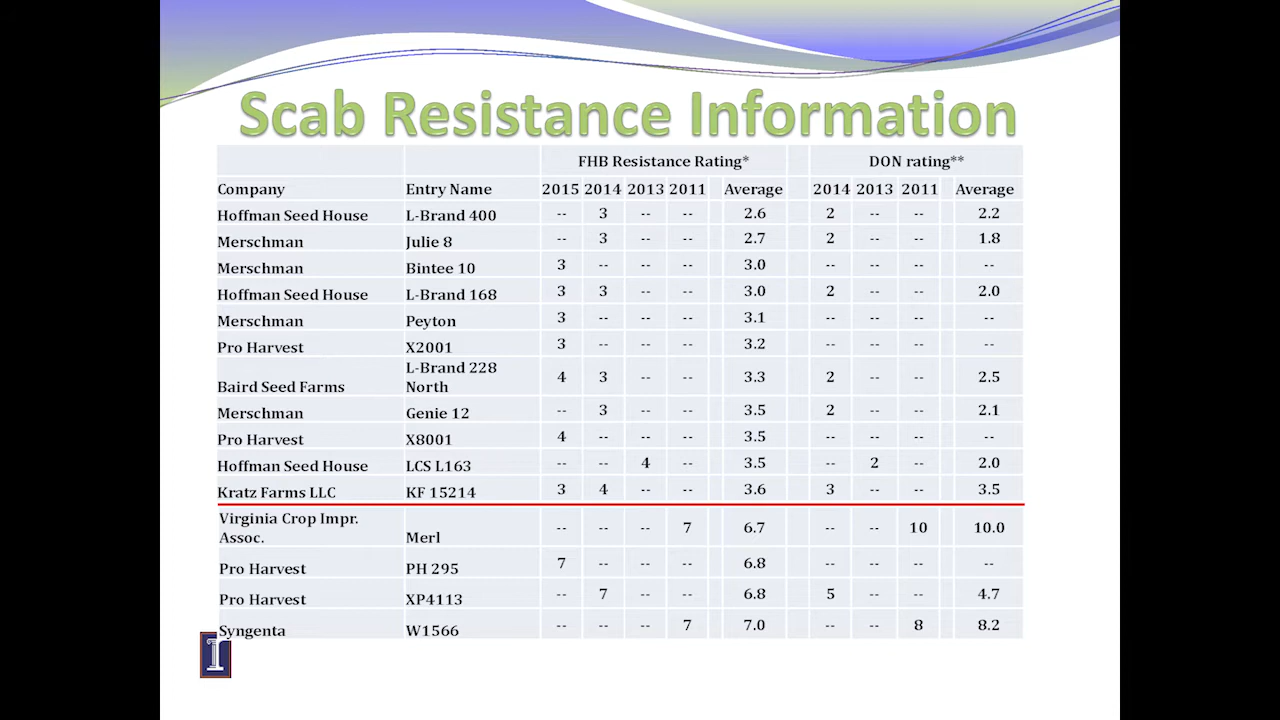 Scab Resistance Information
FHB Resistance Rating* DON rating**
Company Entry Name 2015 2014 2013 2011 Average 2014 2013 2011 Average
Hoffman Seed House L-Brand 400 -- 3 -- -- 2.6 2 -- -- 2.2
Merschman Julie 8 -- 3 -- -- 2.7 2 -- -- 1.8
Merschman Bintee 10 3 -- -- -- 3.0 -- -- -- --
Hoffman Seed House L-Brand 168 3 3 -- -- 3.0 2 -- -- 2.0
Merschman Peyton 3 -- -- -- 3.1 -- -- -- --
Pro Harvest X2001 3 -- -- -- 3.2 -- -- -- --
L-Brand 228
Baird Seed Farms North 4 3 -- -- 3.3 2 -- -- 2.5
Merschman Genie 12 -- 3 -- -- 3.5 2 -- -- 2.1
Pro Harvest X8001 4 -- -- -- 3.5 -- -- -- --
Hoffman Seed House LCS L163 -- -- 4 -- 3.5 -- 2 -- 2.0
Kratz Farms LLC KF 15214 3 4 -- -- 3.6 3 -- -- 3.5
Virginia Crop Impr.
Assoc. Merl -- -- -- 7 6.7 -- -- 10 10.0
Pro Harvest PH 295 7 -- -- -- 6.8 -- -- -- --
Pro Harvest XP4113 -- 7 -- -- 6.8 5 -- -- 4.7
Syngenta W1566 -- -- -- 7 7.0 -- -- 8 8.2
I